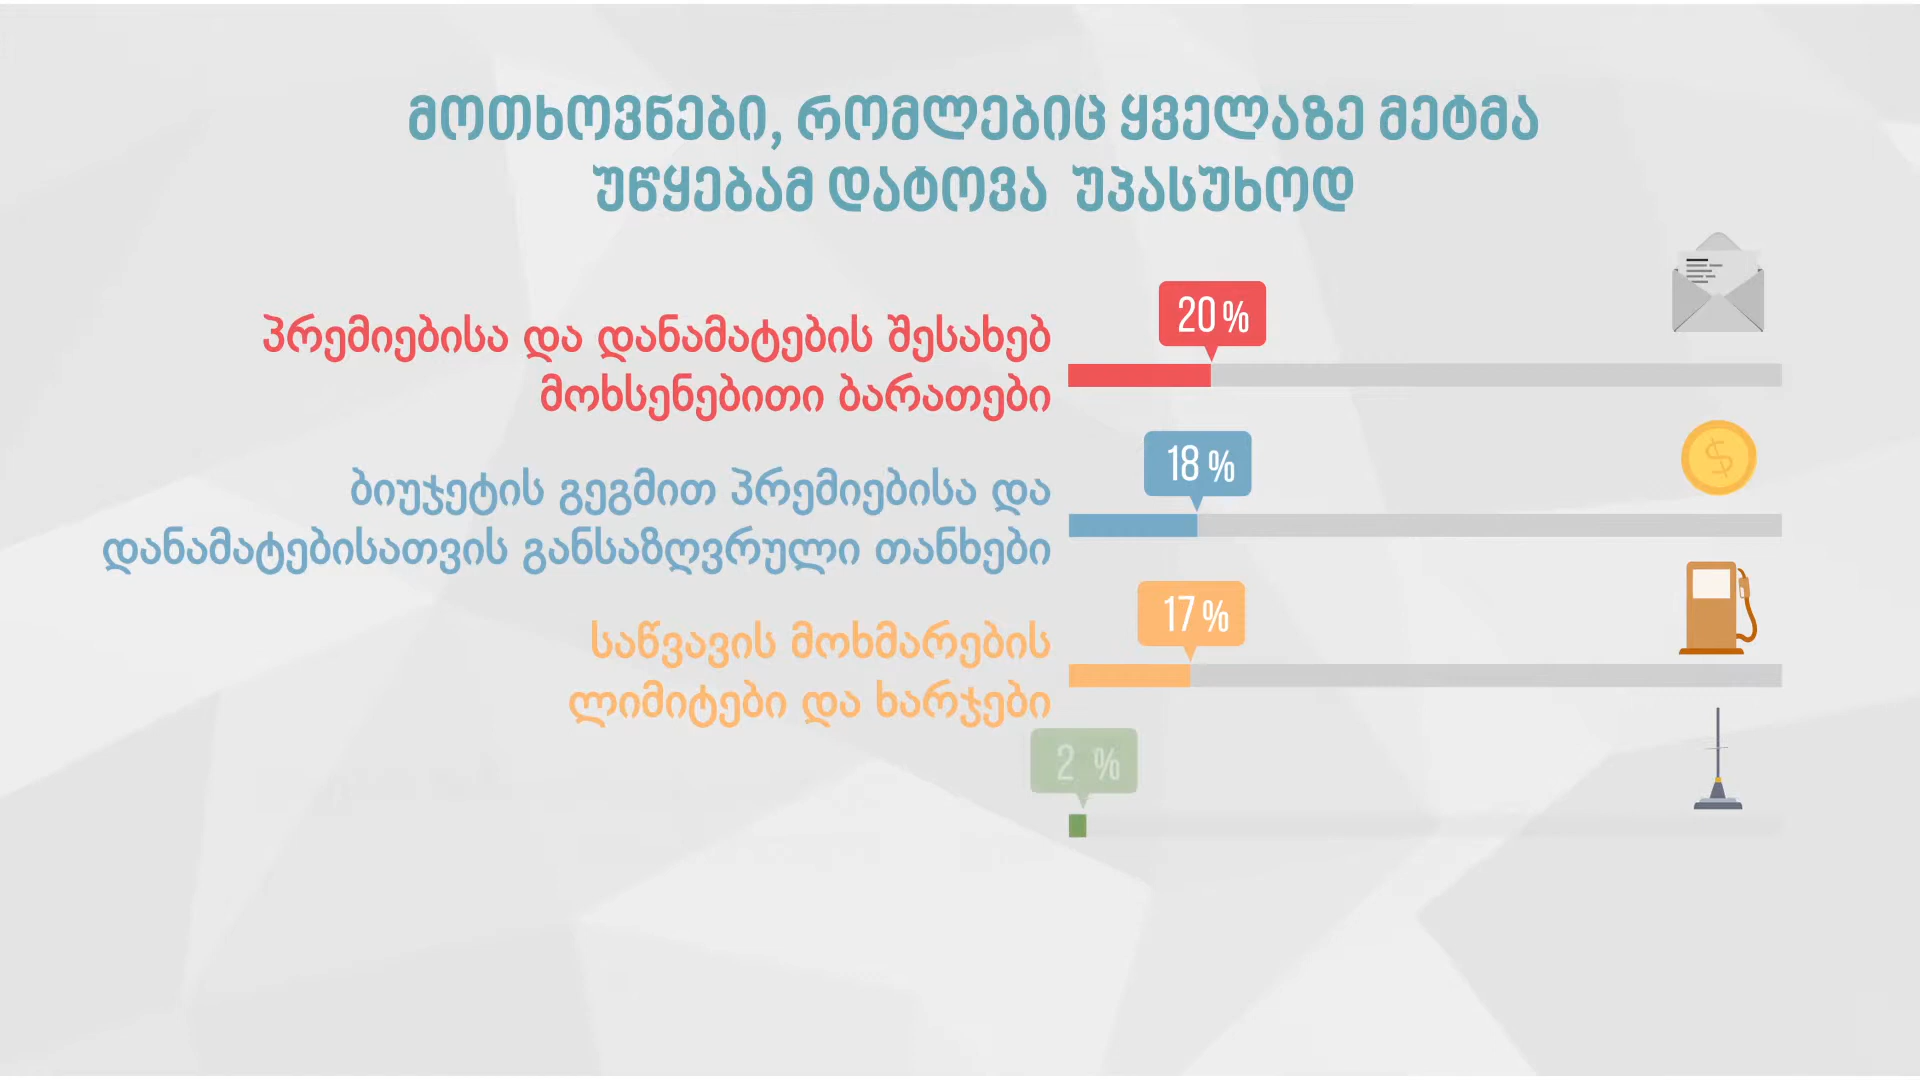 მოთხოვნები, რომლებიც ყველაზე მეტმა
უწყებამ დატოვა უპასუხოდ
20 %
პრემიებისა და დანამატების შესახებ
მოხსენებითი ბარათები
18 %
ბიუჯეტის გეგმით პრემიებისა და
დანამატებისათვის განსაზღვრული თანხები
17 %
საწვავის მოხმარების
ლიმიტები და ხარჯები
2 %